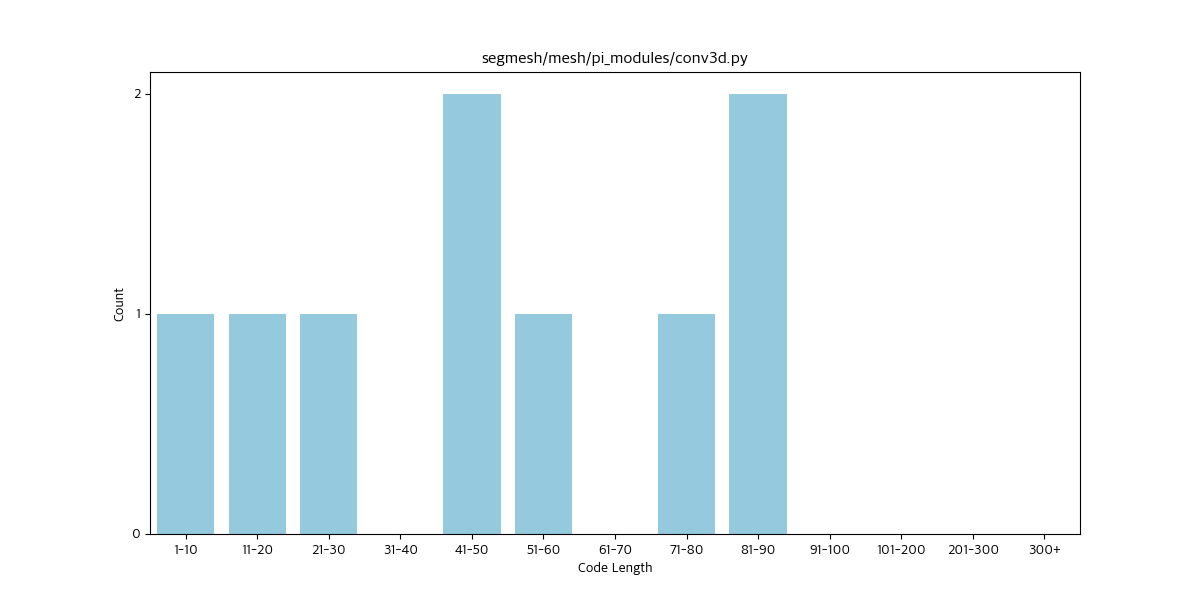 segmesh/mesh/pi_modules/conv3d.py
2
1
0
Count
1-10 11-20 21-30 31-40 41-50 51-60 61-70 71-80 81-90 91-100 101-200 201-300 300+
Code Length